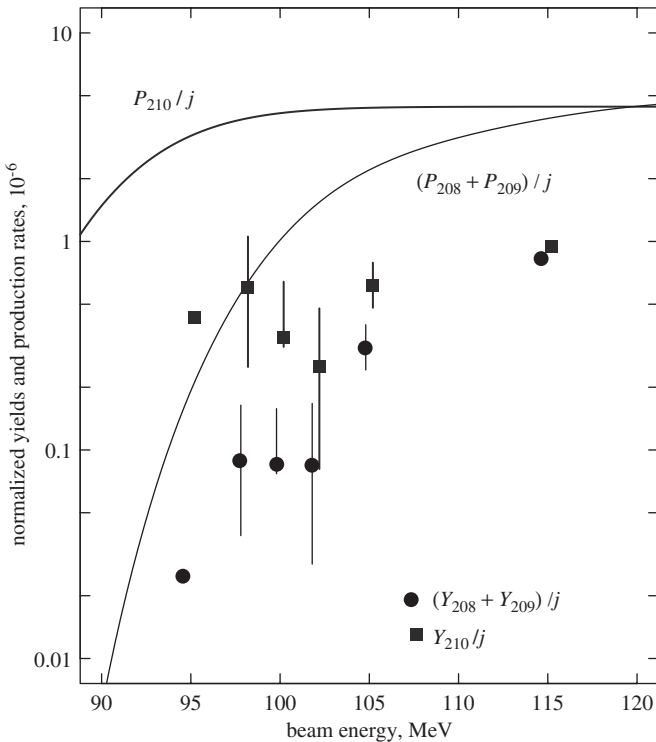 normalized yields and production rates, 10⁻⁶
10
1
0.1
0.01
P₂₁₀ / j
(P₂₀₈ + P₂₀₉) / j
(Y₂₀₈ + Y₂₀₉) / j
Y₂₁₀ / j
90 95 100 105 110 115 120
beam energy, MeV